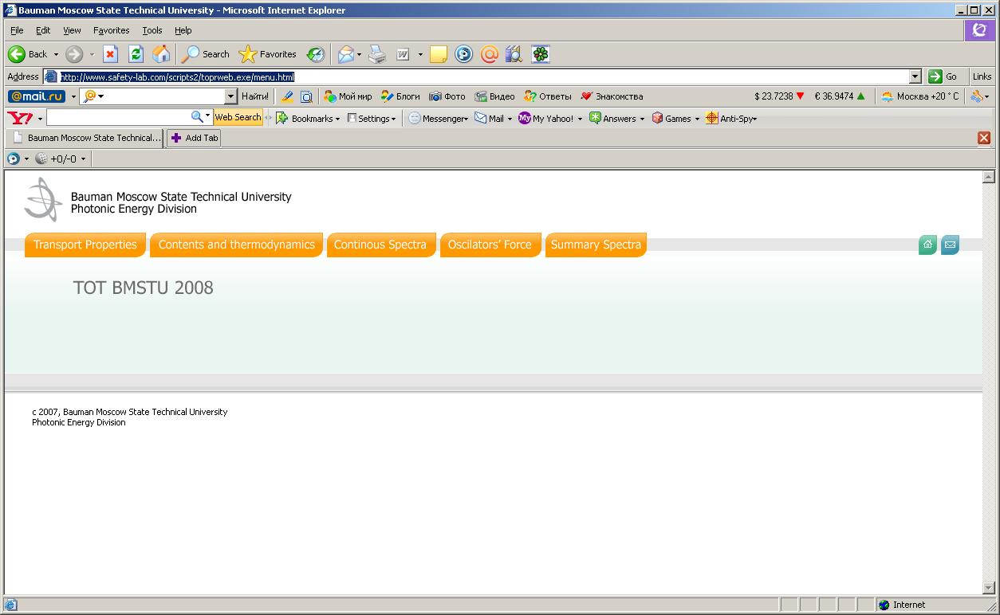 Bauman Moscow State Technical University - Microsoft Internet Explorer
File Edit View Favorites Tools Help
Back Search Favorites
Address http://www.safety-lab.com/scripts2/toprweb.exe/menu.html Go Links
@mail.ru Найти! Мой мир Блоги Фото Видео Ответы Знакомства $ 23.7238 € 36.9474 Москва +20 °C
Y! Web Search Bookmarks Settings Messenger Mail My My Yahoo! Answers Games Anti-Spy
Bauman Moscow State Technical... Add Tab
+0/-0
Bauman Moscow State Technical University
Photonic Energy Division
Transport Properties Contents and thermodynamics Continous Spectra Oscilators' Force Summary Spectra
TOT BMSTU 2008
c 2007, Bauman Moscow State Technical University
Photonic Energy Division
Internet